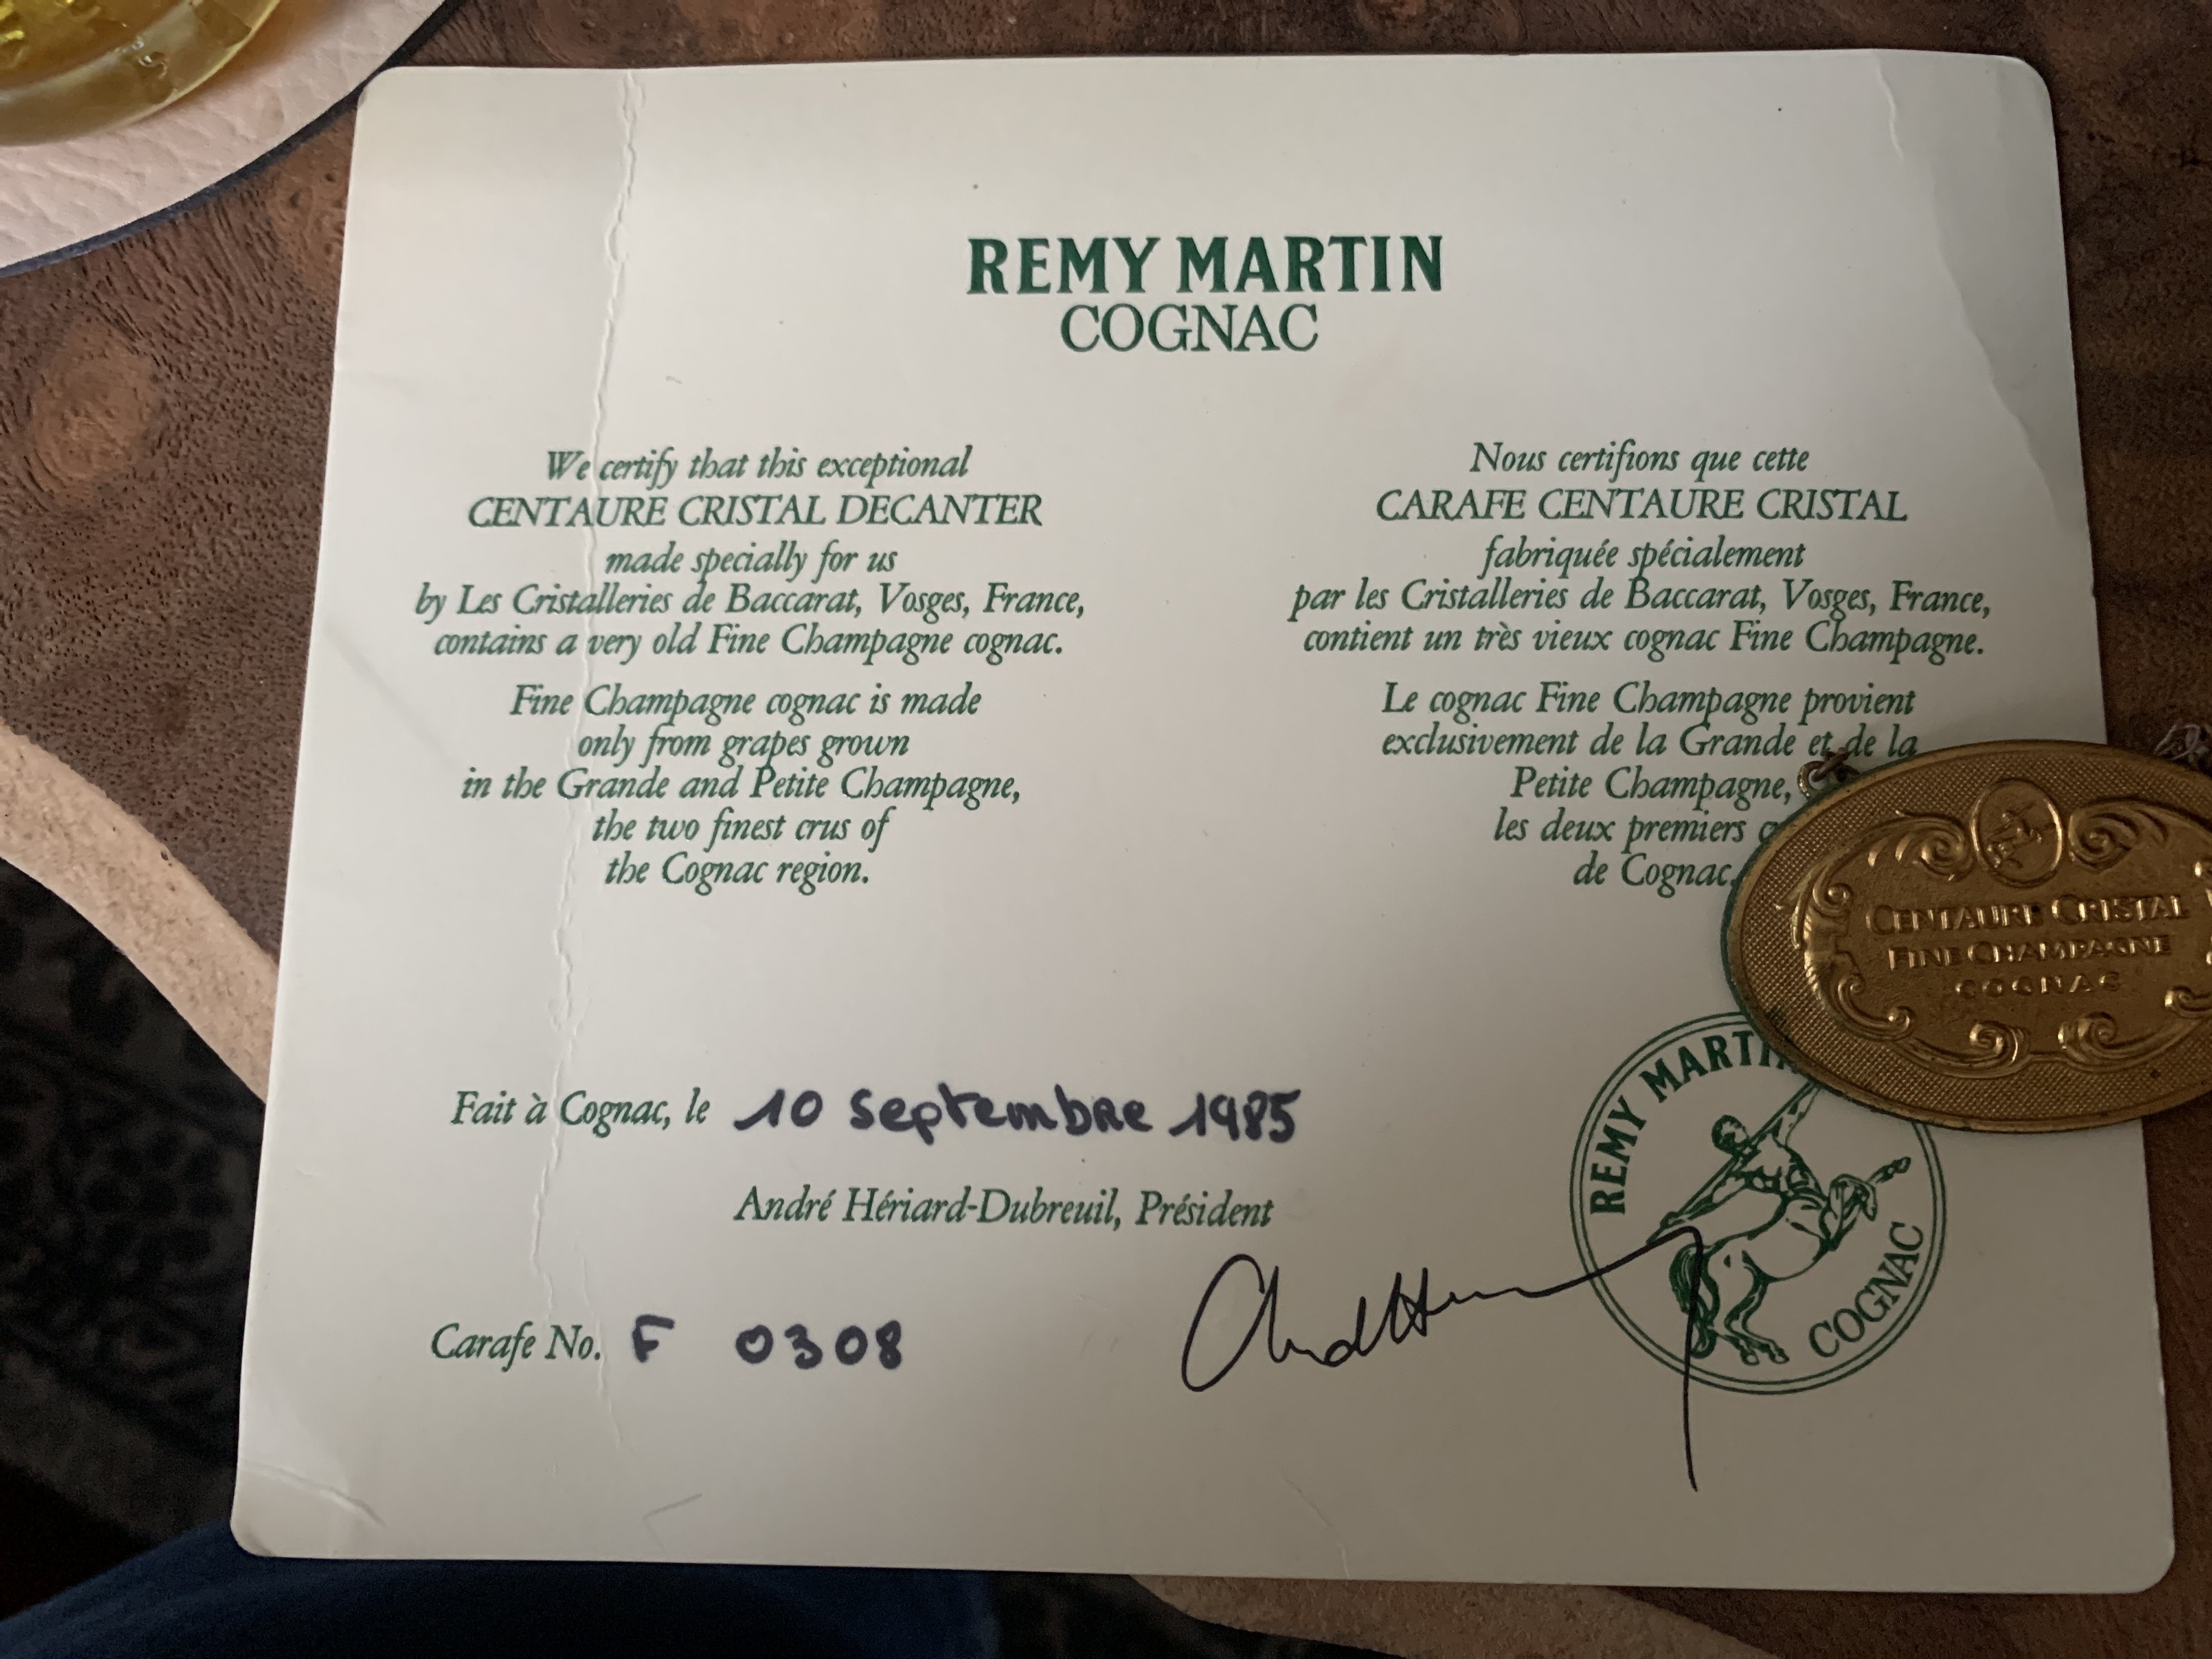 REMY MARTIN
COGNAC
We certify that this exceptional
CENTAURE CRISTAL DECANTER
made specially for us
by Les Cristalleries de Baccarat, Vosges, France,
contains a very old Fine Champagne cognac.
Fine Champagne cognac is made
only from grapes grown
in the Grande and Petite Champagne,
the two finest crus of
the Cognac region.
Nous certifions que cette
CARAFE CENTAURE CRISTAL
fabriquée spécialement
par les Cristalleries de Baccarat, Vosges, France,
contient un très vieux cognac Fine Champagne.
Le cognac Fine Champagne provient
exclusivement de la Grande et de la
Petite Champagne,
les deux premiers
de Cognac.
CENTAURE CRISTAL
FINE CHAMPAGNE
COGNAC
Fait à Cognac, le 10 septembre 1985
André Hériard-Dubreuil, Président
Carafe No. F 0308
REMY MARTIN
COGNAC